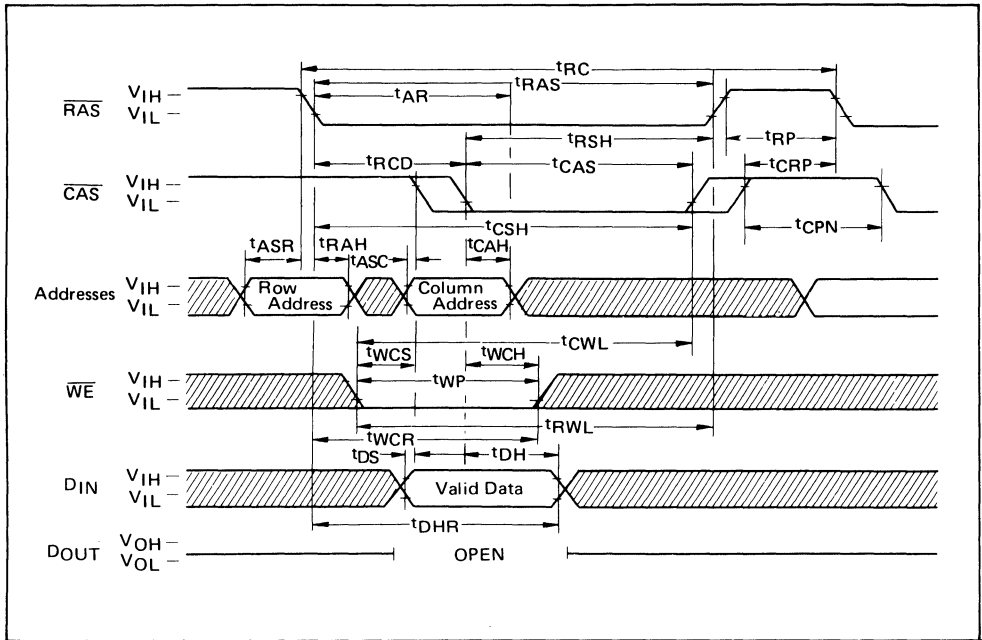 tRC
tRAS
tAR
RAS VIH
VIL
tRSH
tRP
tRCD
tCAS
tCRP
CAS VIH
VIL
tCSH
tCPN
tASR
tRAH
tASC
tCAH
Addresses VIH
VIL
Row
Address
Column
Address
tCWL
tWCS
tWCH
WE VIH
VIL
tWP
tRWL
tWCR
tDS
tDH
DIN VIH
VIL
Valid Data
tDHR
DOUT VOH
VOL
OPEN